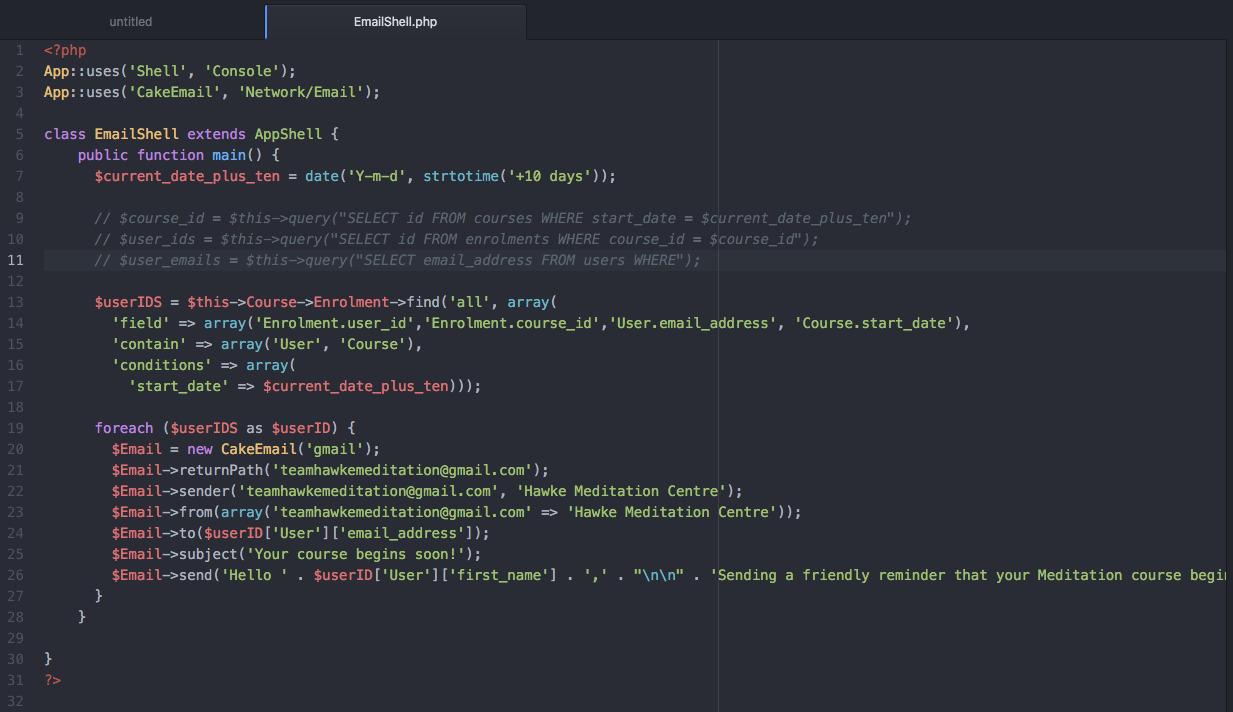 untitled
EmailShell.php
1 <?php
2 App::uses('Shell', 'Console');
3 App::uses('CakeEmail', 'Network/Email');
4
5 class EmailShell extends AppShell {
6 public function main() {
7 $current_date_plus_ten = date('Y-m-d', strtotime('+10 days'));
8
9 // $course_id = $this->query("SELECT id FROM courses WHERE start_date = $current_date_plus_ten");
10 // $user_ids = $this->query("SELECT id FROM enrolments WHERE course_id = $course_id");
11 // $user_emails = $this->query("SELECT email_address FROM users WHERE");
12
13 $userIDS = $this->Course->Enrolment->find('all', array(
14 'field' => array('Enrolment.user_id','Enrolment.course_id','User.email_address', 'Course.start_date'),
15 'contain' => array('User', 'Course'),
16 'conditions' => array(
17 'start_date' => $current_date_plus_ten)));
18
19 foreach ($userIDS as $userID) {
20 $Email = new CakeEmail('gmail');
21 $Email->returnPath('teamhawkemeditation@gmail.com');
22 $Email->sender('teamhawkemeditation@gmail.com', 'Hawke Meditation Centre');
23 $Email->from(array('teamhawkemeditation@gmail.com' => 'Hawke Meditation Centre'));
24 $Email->to($userID['User']['email_address']);
25 $Email->subject('Your course begins soon!');
26 $Email->send('Hello ' . $userID['User']['first_name'] . ',' . "\n\n" . 'Sending a friendly reminder that your Meditation course begi
27 }
28 }
29
30 }
31 ?>
32